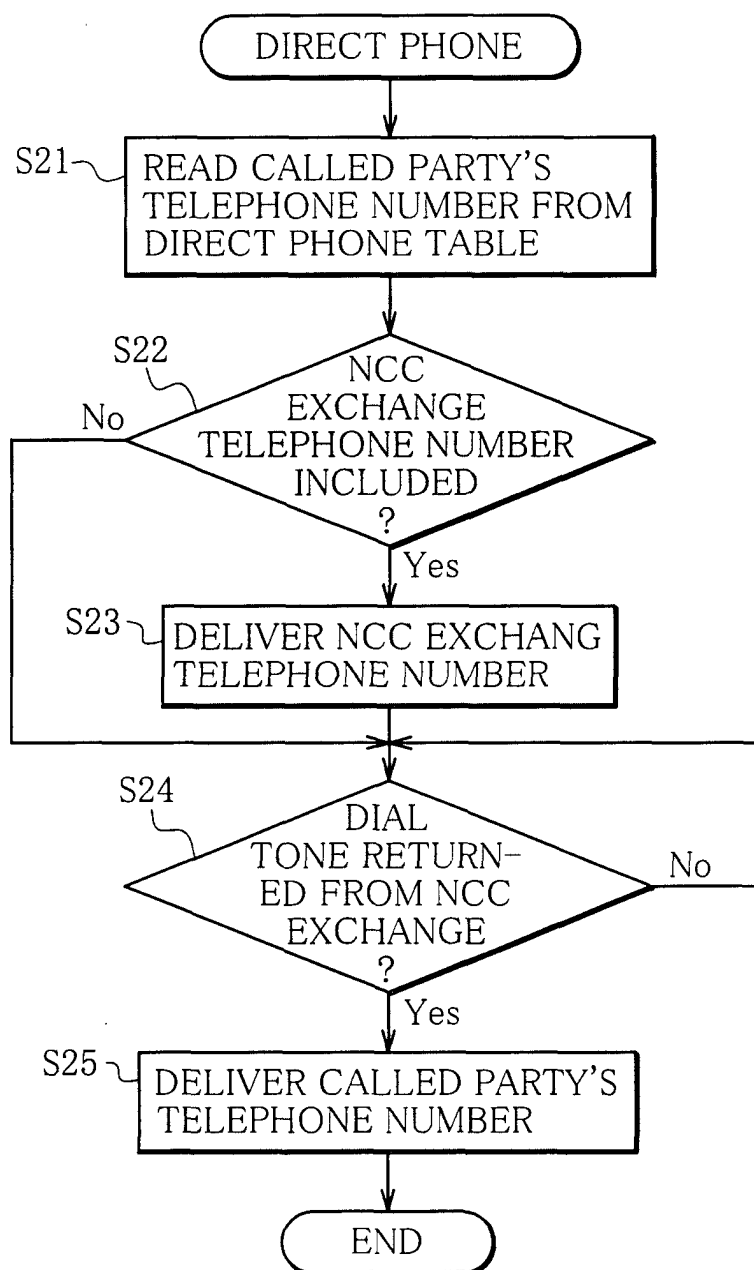 DIRECT PHONE
S21
READ CALLED PARTY'S
TELEPHONE NUMBER FROM
DIRECT PHONE TABLE
S22
NCC
EXCHANGE
TELEPHONE NUMBER
INCLUDED
?
No
Yes
S23
DELIVER NCC EXCHANG
TELEPHONE NUMBER
S24
DIAL
TONE RETURN-
ED FROM NCC
EXCHANGE
?
No
Yes
S25
DELIVER CALLED PARTY'S
TELEPHONE NUMBER
END